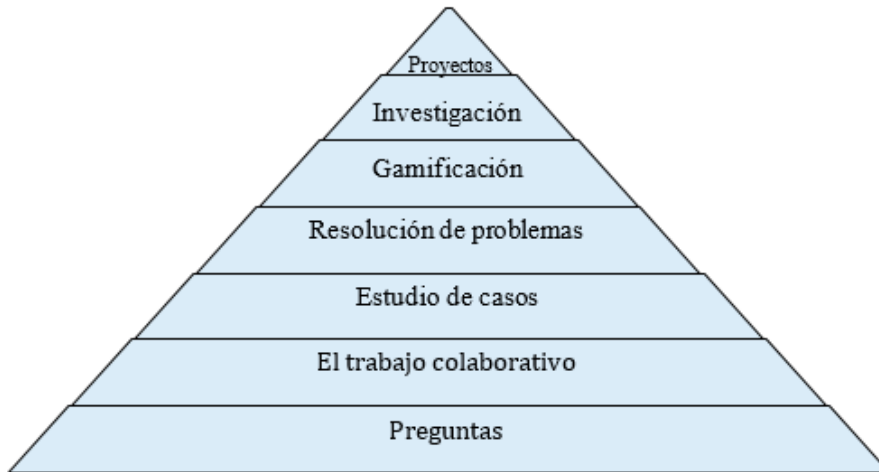 Proyectos
Investigación
Gamificación
Resolución de problemas
Estudio de casos
El trabajo colaborativo
Preguntas